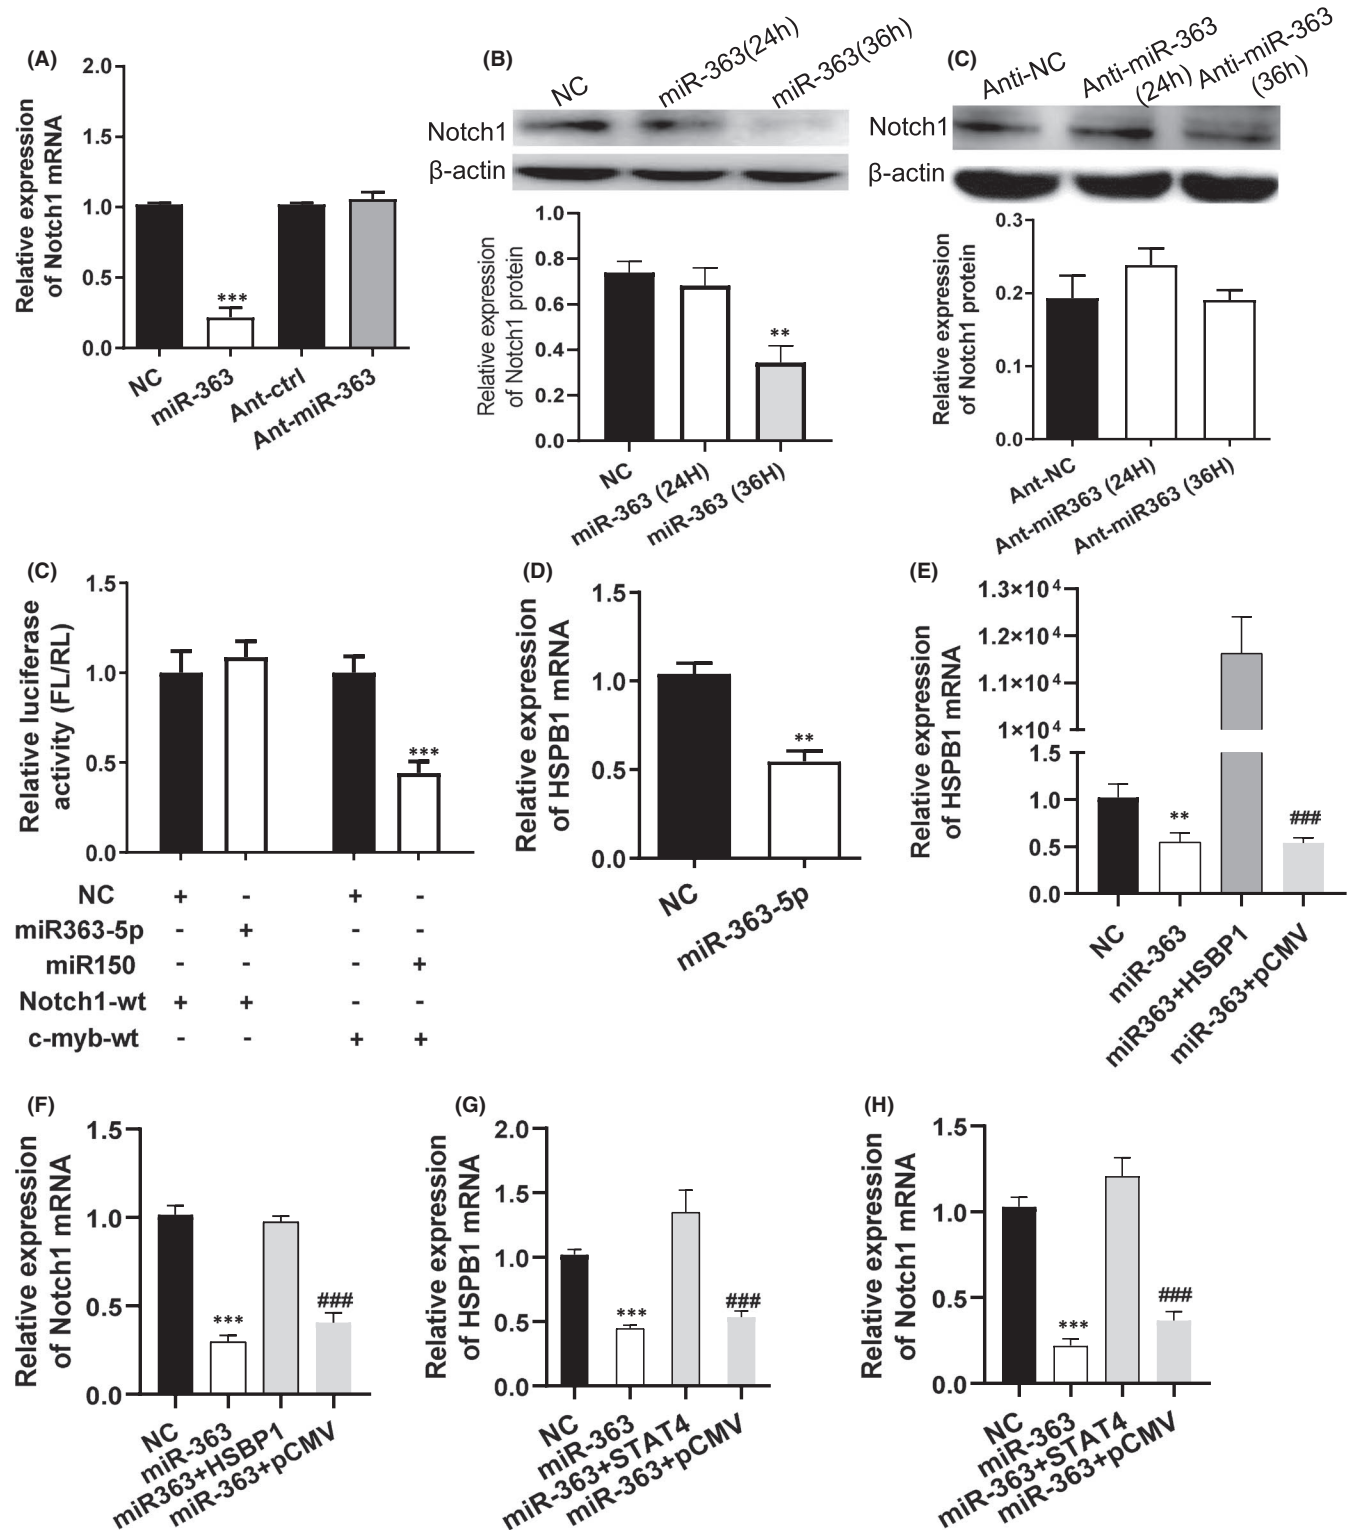 (A)
Relative expression
of Notch1 mRNA
2.0
1.5
1.0
0.5
0.0
***
NC
miR-363
Ant-ctrl
Ant-miR-363
(B)
NC
miR-363(24h)
miR-363(36h)
Notch1
β-actin
Relative expression
of Notch1 protein
1.0
0.8
0.6
0.4
0.2
0.0
**
NC
miR-363 (24H)
miR-363 (36H)
(C)
Anti-NC
Anti-miR-363
(24h)
Anti-miR-363
(36h)
Notch1
β-actin
Relative expression
of Notch1 protein
0.3
0.2
0.1
0.0
Ant-NC
Ant-miR363 (24H)
Ant-miR363 (36H)
(C)
Relative luciferase
activity (FL/RL)
1.5
1.0
0.5
0.0
***
NC + - + -
miR363-5p - + - -
miR150 - - - +
Notch1-wt + + - -
c-myb-wt - - + +
(D)
Relative expression
of HSPB1 mRNA
1.5
1.0
0.5
0.0
**
NC
miR-363-5p
(E)
Relative expression
of HSPB1 mRNA
1.3×10⁴
1.2×10⁴
1.1×10⁴
1×10⁴
1.5
1.0
0.5
0.0
**
###
NC
miR-363
miR363+HSBP1
miR-363+pCMV
(F)
Relative expression
of Notch1 mRNA
1.5
1.0
0.5
0.0
***
###
NC
miR-363
miR363+HSBP1
miR-363+pCMV
(G)
Relative expression
of HSPB1 mRNA
2.0
1.5
1.0
0.5
0.0
***
###
NC
miR-363
miR-363+STAT4
miR-363+pCMV
(H)
Relative expression
of Notch1 mRNA
1.5
1.0
0.5
0.0
***
###
NC
miR-363
miR-363+STAT4
miR-363+pCMV